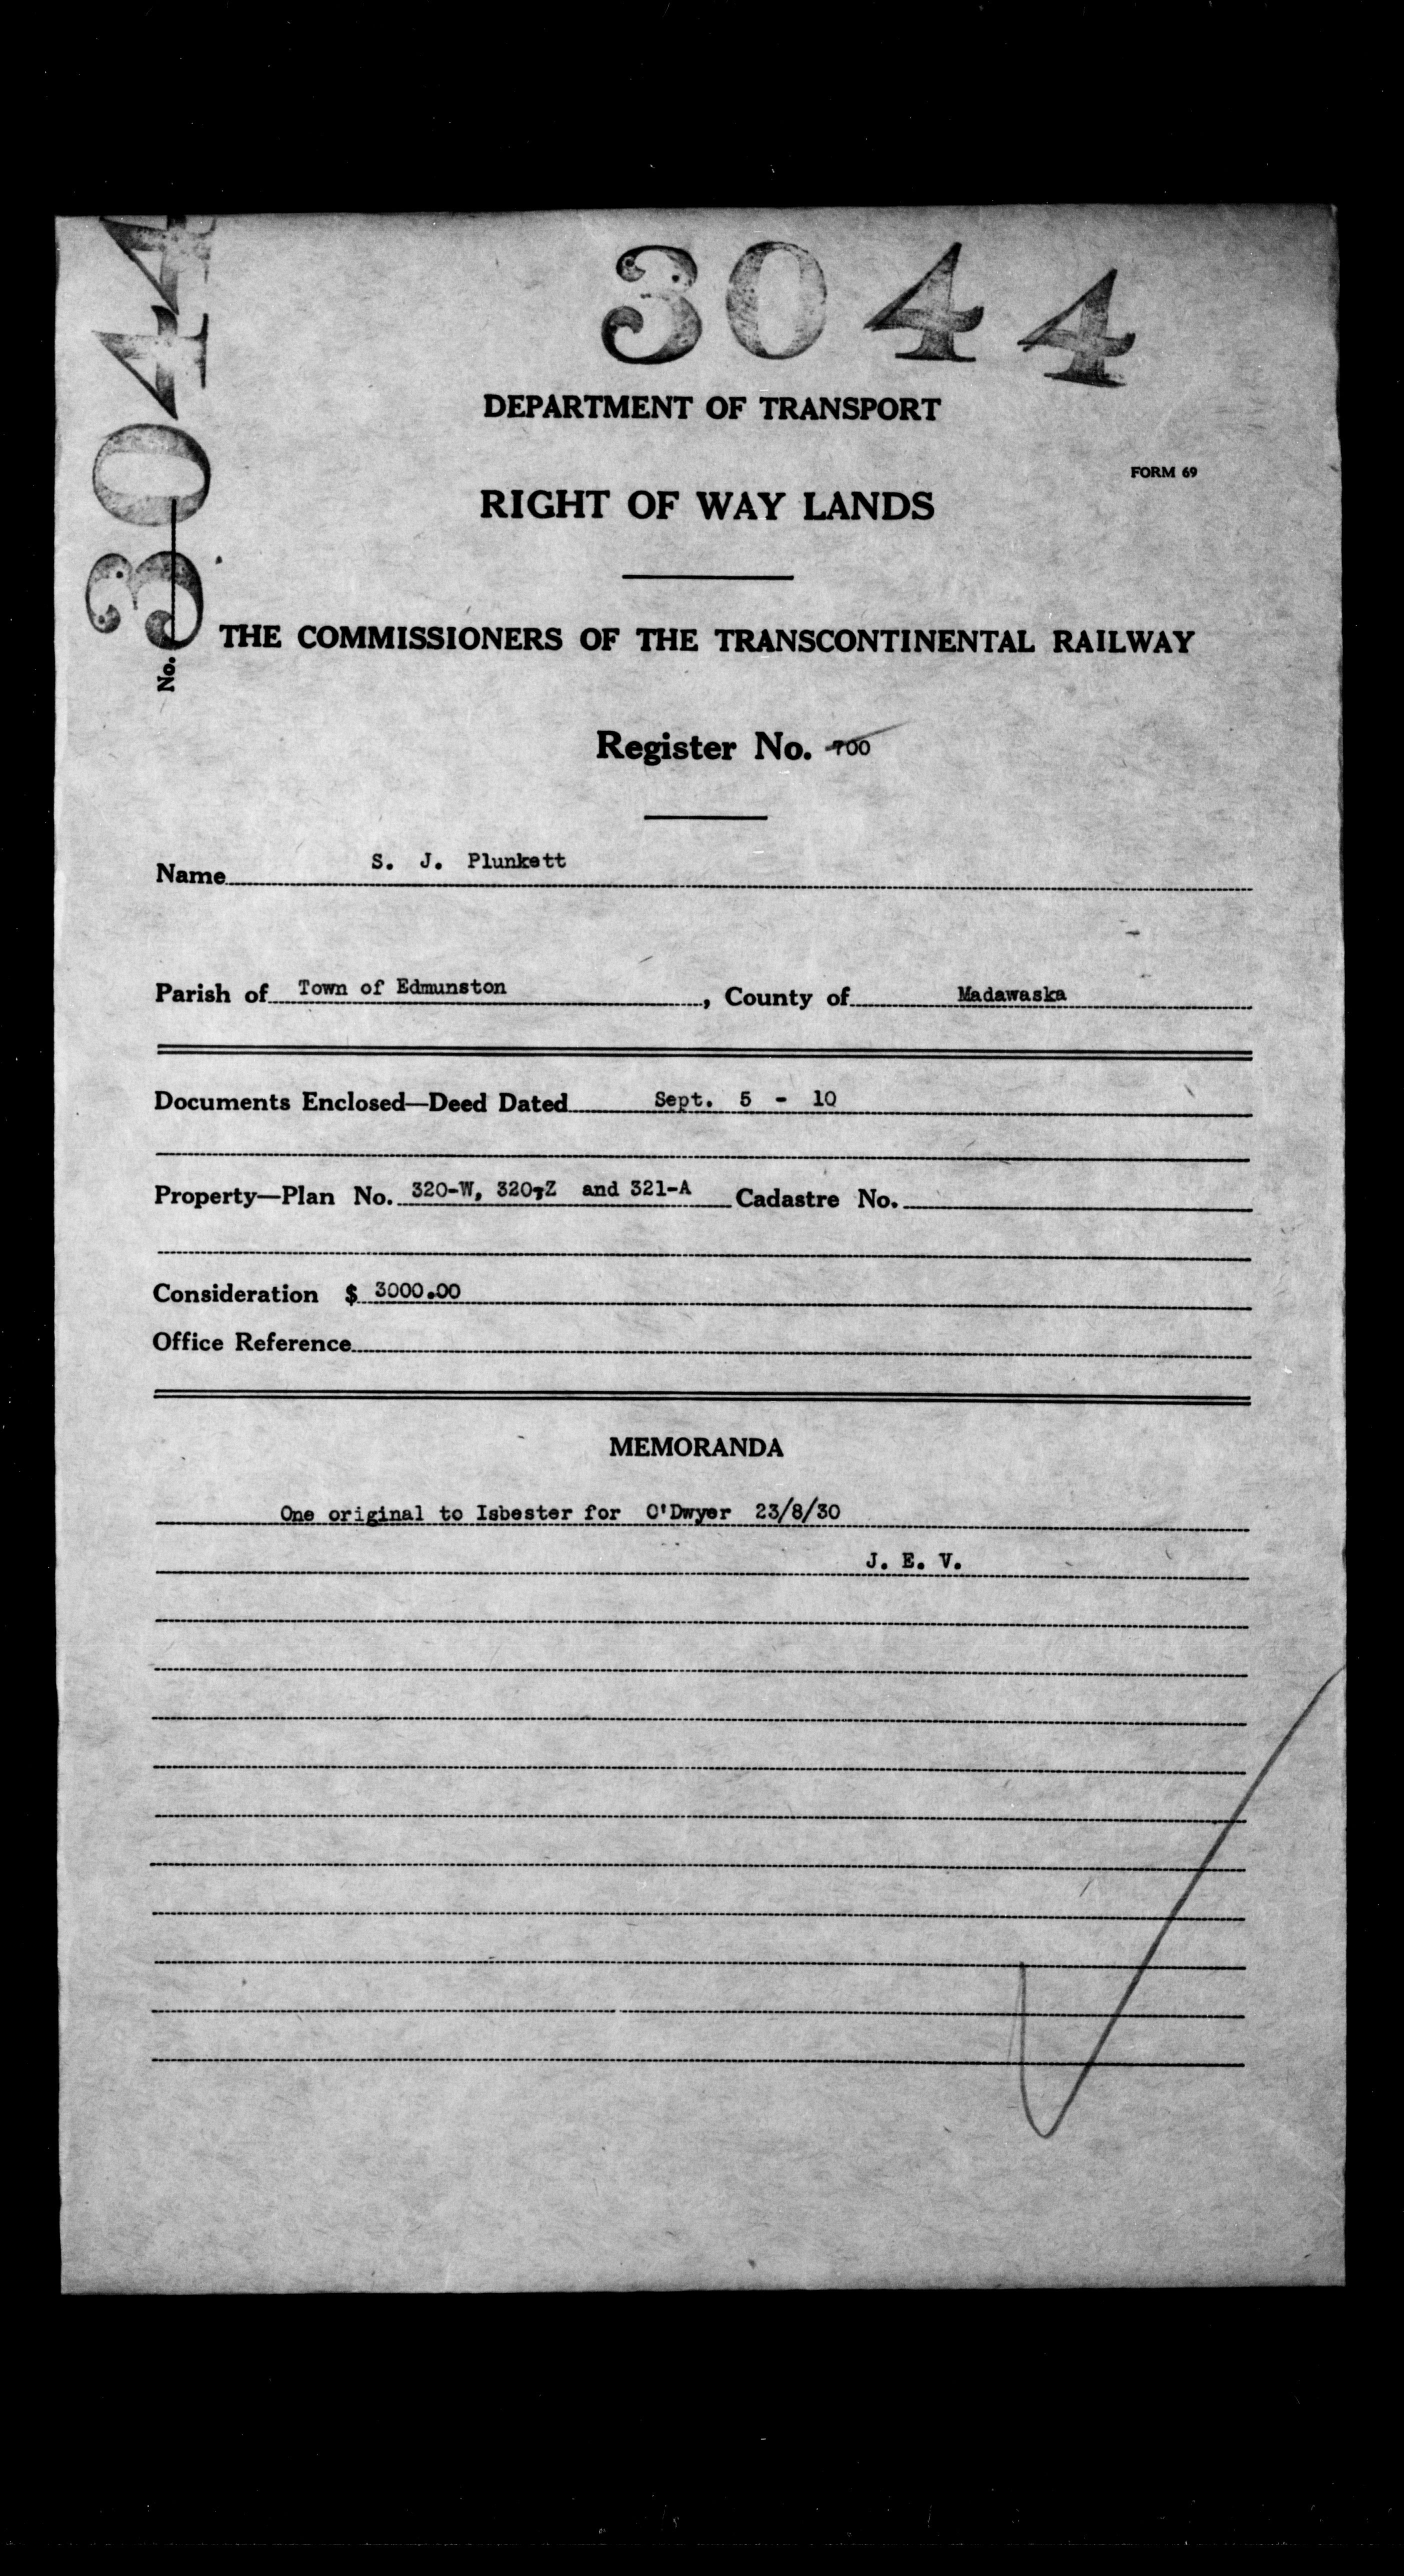 3044
3044
DEPARTMENT OF TRANSPORT
FORM 69
RIGHT OF WAY LANDS
No.
THE COMMISSIONERS OF THE TRANSCONTINENTAL RAILWAY
Register No. 700
Name S. J. Plunkett
Parish of Town of Edmunston, County of Madawaska
Documents Enclosed—Deed Dated Sept. 5 - 10
Property—Plan No. 320-W, 320-Z and 321-A Cadastre No.
Consideration $ 3000.00
Office Reference
MEMORANDA
One original to Isbester for O'Dwyer 23/8/30
J. E. V.